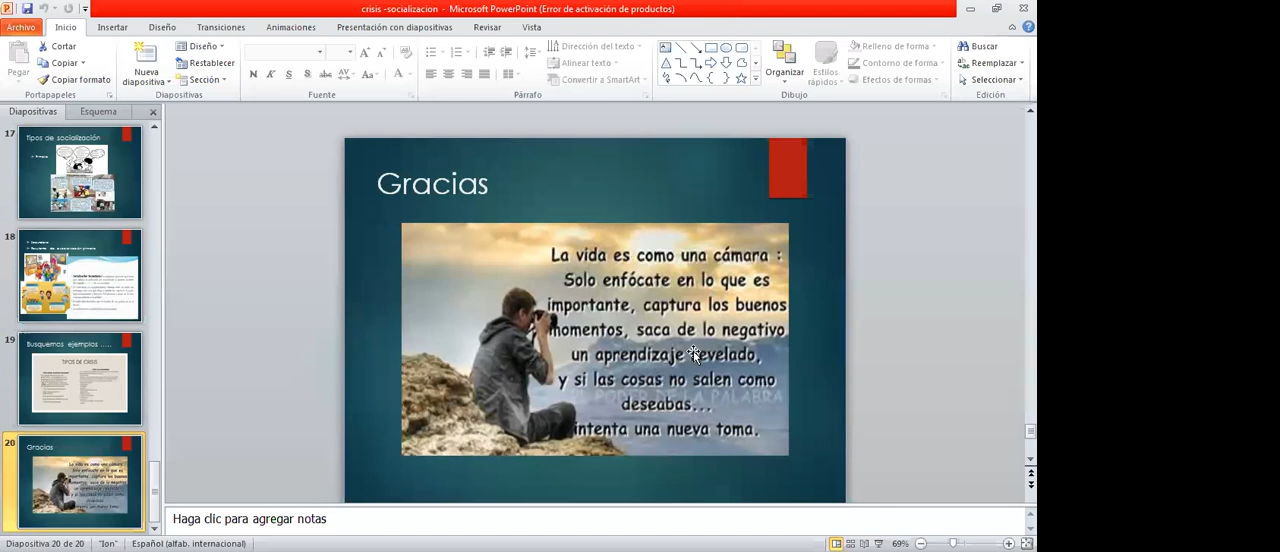 crisis -socializacion - Microsoft PowerPoint (Error de activación de productos)
Archivo Inicio Insertar Diseño Transiciones Animaciones Presentación con diapositivas Revisar Vista
Pegar
Cortar
Copiar
Copiar formato
Portapapeles
Nueva diapositiva
Diseño
Restablecer
Sección
Diapositivas
N K S S abc AV Aa A
Fuente
Dirección del texto
Alinear texto
Convertir a SmartArt
Párrafo
Organizar
Estilos rápidos
Relleno de forma
Contorno de forma
Efectos de formas
Dibujo
Buscar
Reemplazar
Seleccionar
Edición
Diapositivas Esquema
17
Tipos de socialización
18
19
Busquemos ejemplos .....
TIPOS DE CRISIS
20
Gracias
Gracias
La vida es como una cámara :
Solo enfócate en lo que es
importante, captura los buenos
momentos, saca de lo negativo
un aprendizaje revelado,
y si las cosas no salen como
deseabas...
intenta una nueva toma.
Haga clic para agregar notas
Diapositiva 20 de 20 "Ion" Español (alfab. internacional) 69%